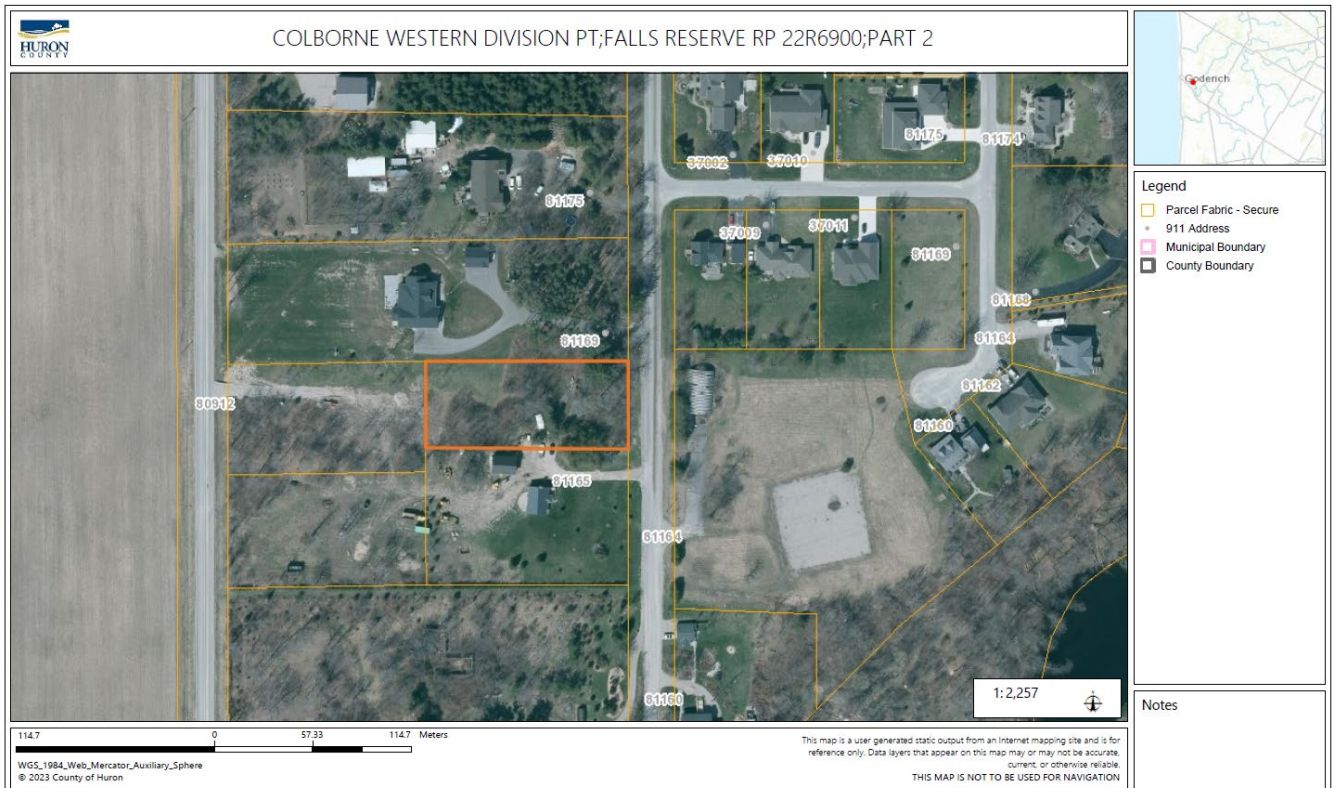 HURON
COUNTY
COLBORNE WESTERN DIVISION PT;FALLS RESERVE RP 22R6900;PART 2
Goderich
81175
81174
37002
37010
81175
37009
37011
81169
81168
81164
81169
81162
80912
81160
81165
81164
81160
1:2,257
Legend
Parcel Fabric - Secure
911 Address
Municipal Boundary
County Boundary
Notes
114.7 0 57.33 114.7 Meters
WGS_1984_Web_Mercator_Auxiliary_Sphere
© 2023 County of Huron
This map is a user generated static output from an Internet mapping site and is for
reference only. Data layers that appear on this map may or may not be accurate,
current, or otherwise reliable.
THIS MAP IS NOT TO BE USED FOR NAVIGATION